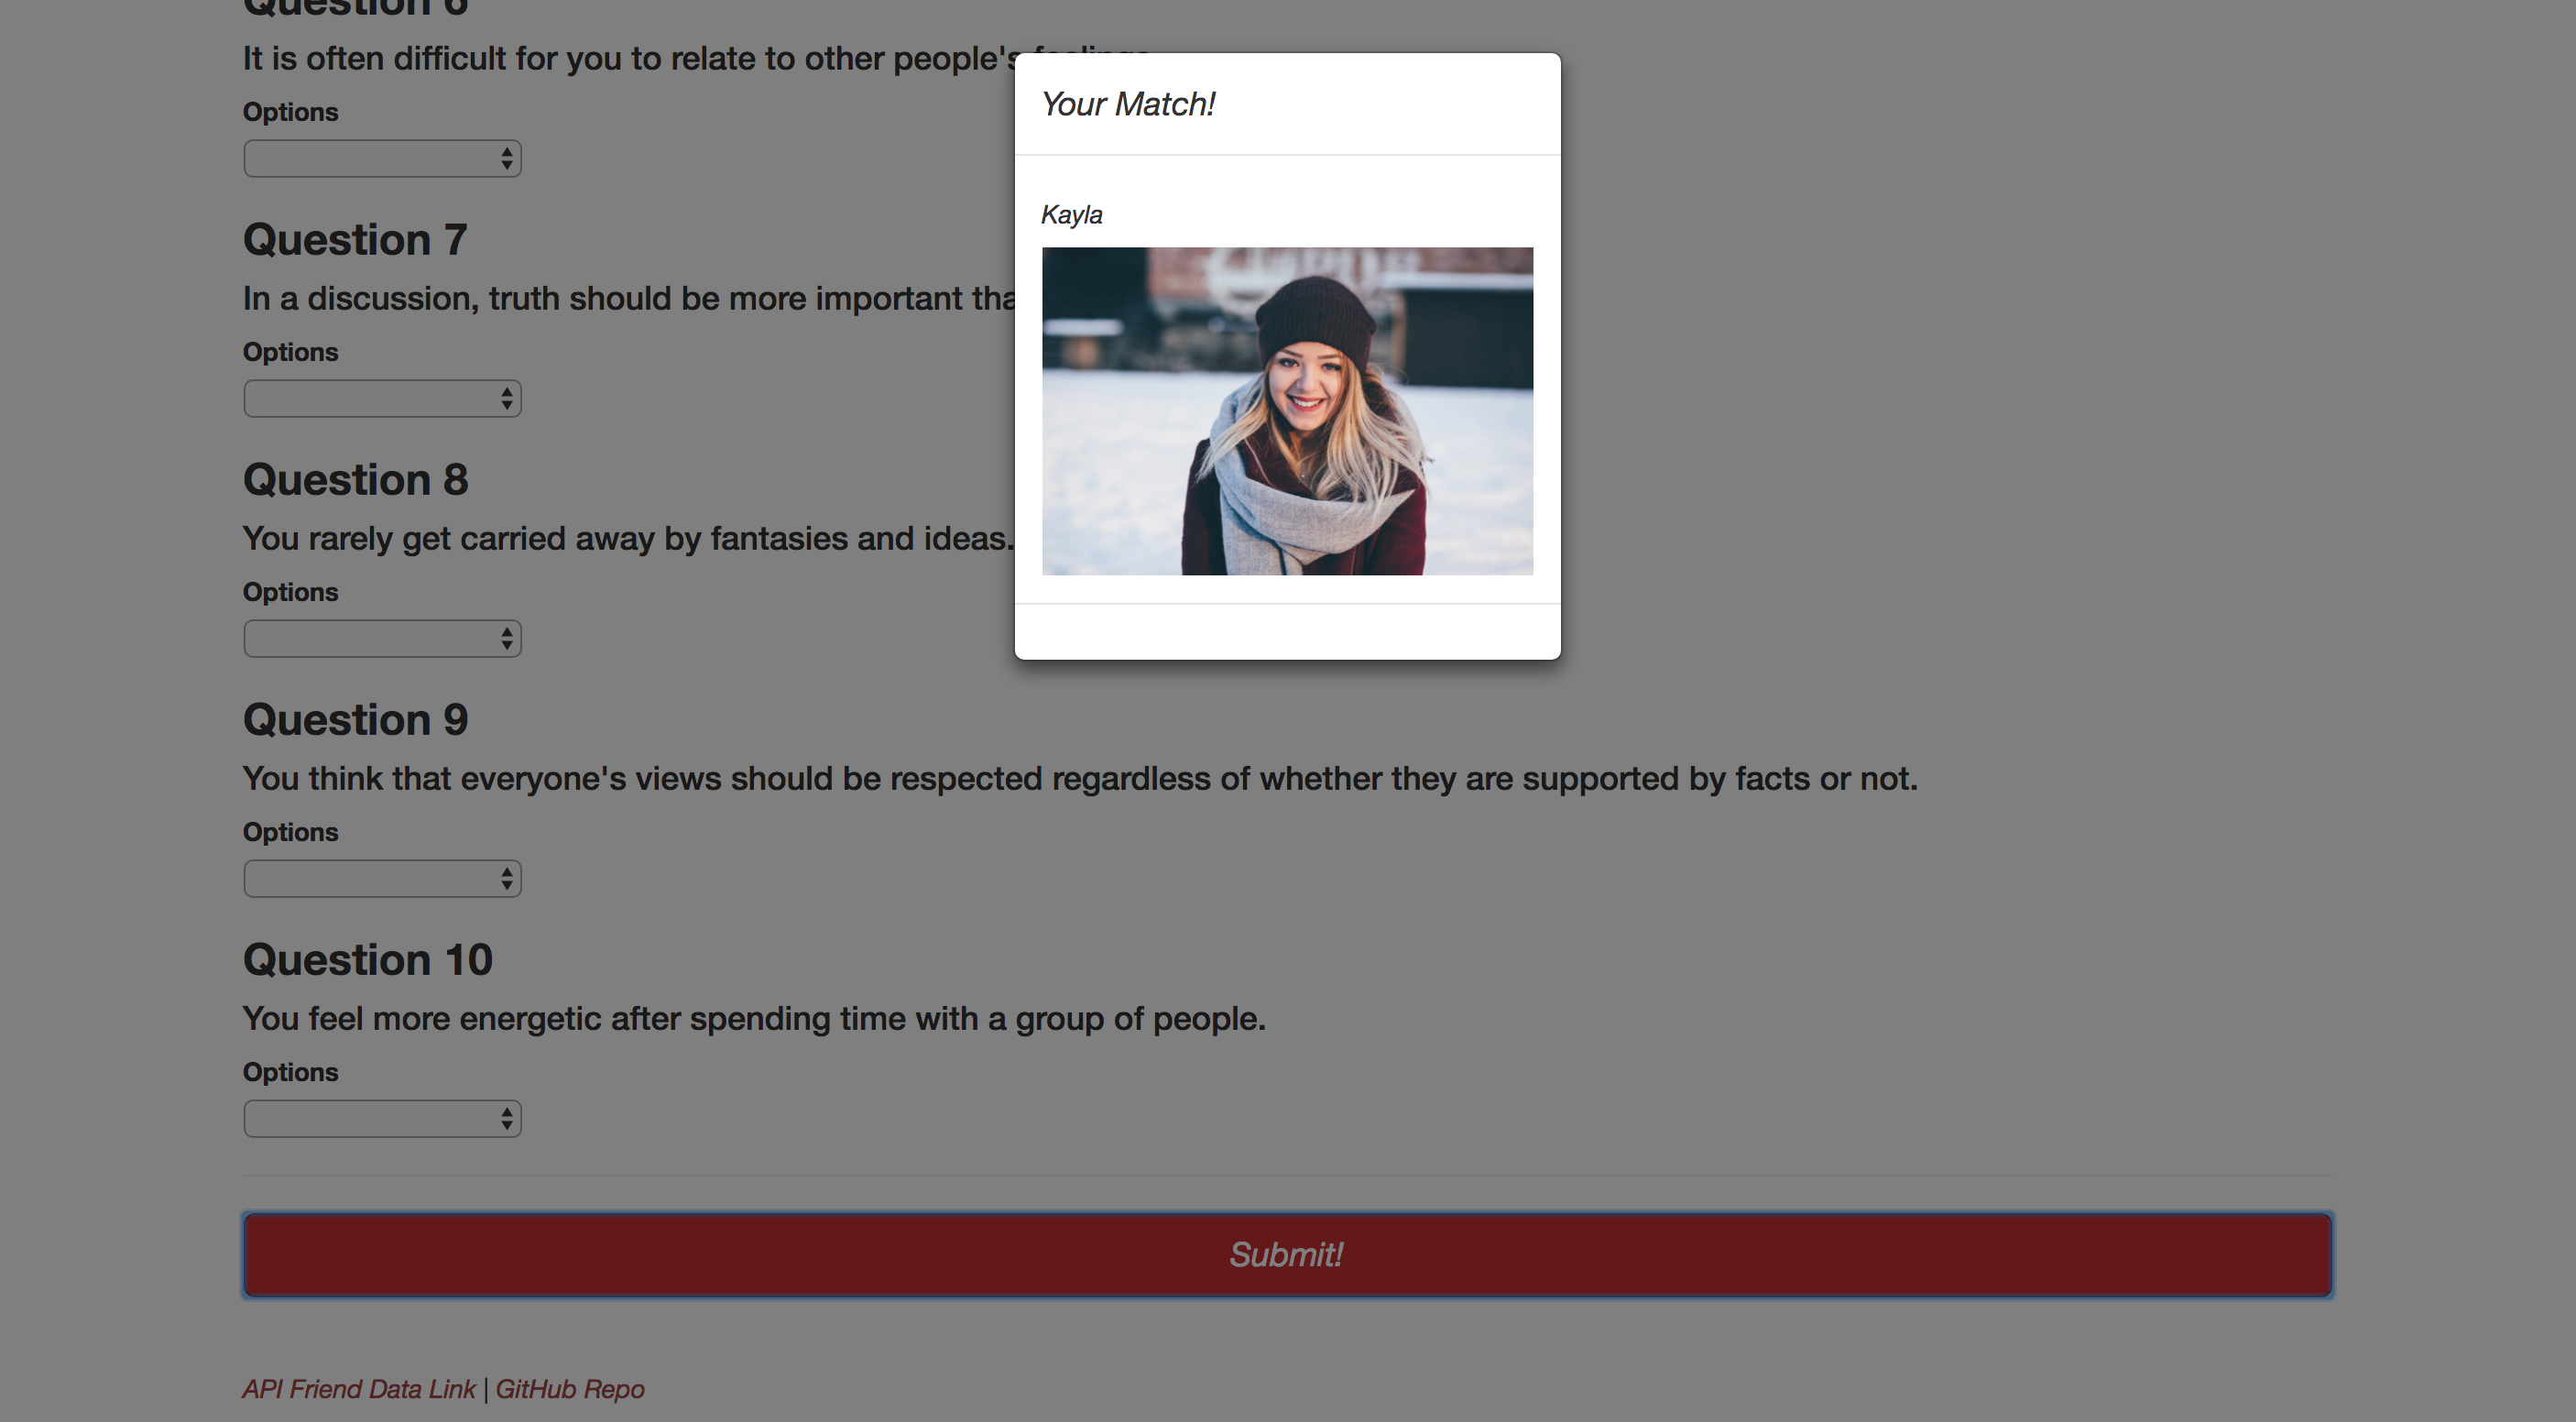 Question 6
It is often difficult for you to relate to other people's
Options
Question 7
In a discussion, truth should be more important tha
Options
Question 8
You rarely get carried away by fantasies and ideas.
Options
Question 9
You think that everyone's views should be respected regardless of whether they are supported by facts or not.
Options
Question 10
You feel more energetic after spending time with a group of people.
Options
Submit!
API Friend Data Link | GitHub Repo
Your Match!
Kayla